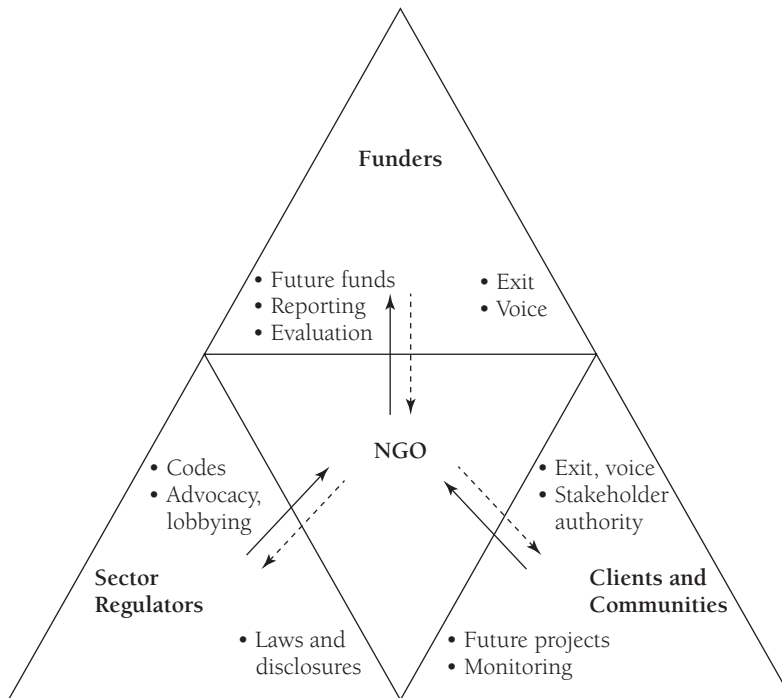 Funders
• Future funds
• Reporting
• Evaluation
• Exit
• Voice
NGO
• Codes
• Advocacy,
lobbying
• Exit, voice
• Stakeholder
authority
Sector
Regulators
Clients and
Communities
• Laws and
disclosures
• Future projects
• Monitoring